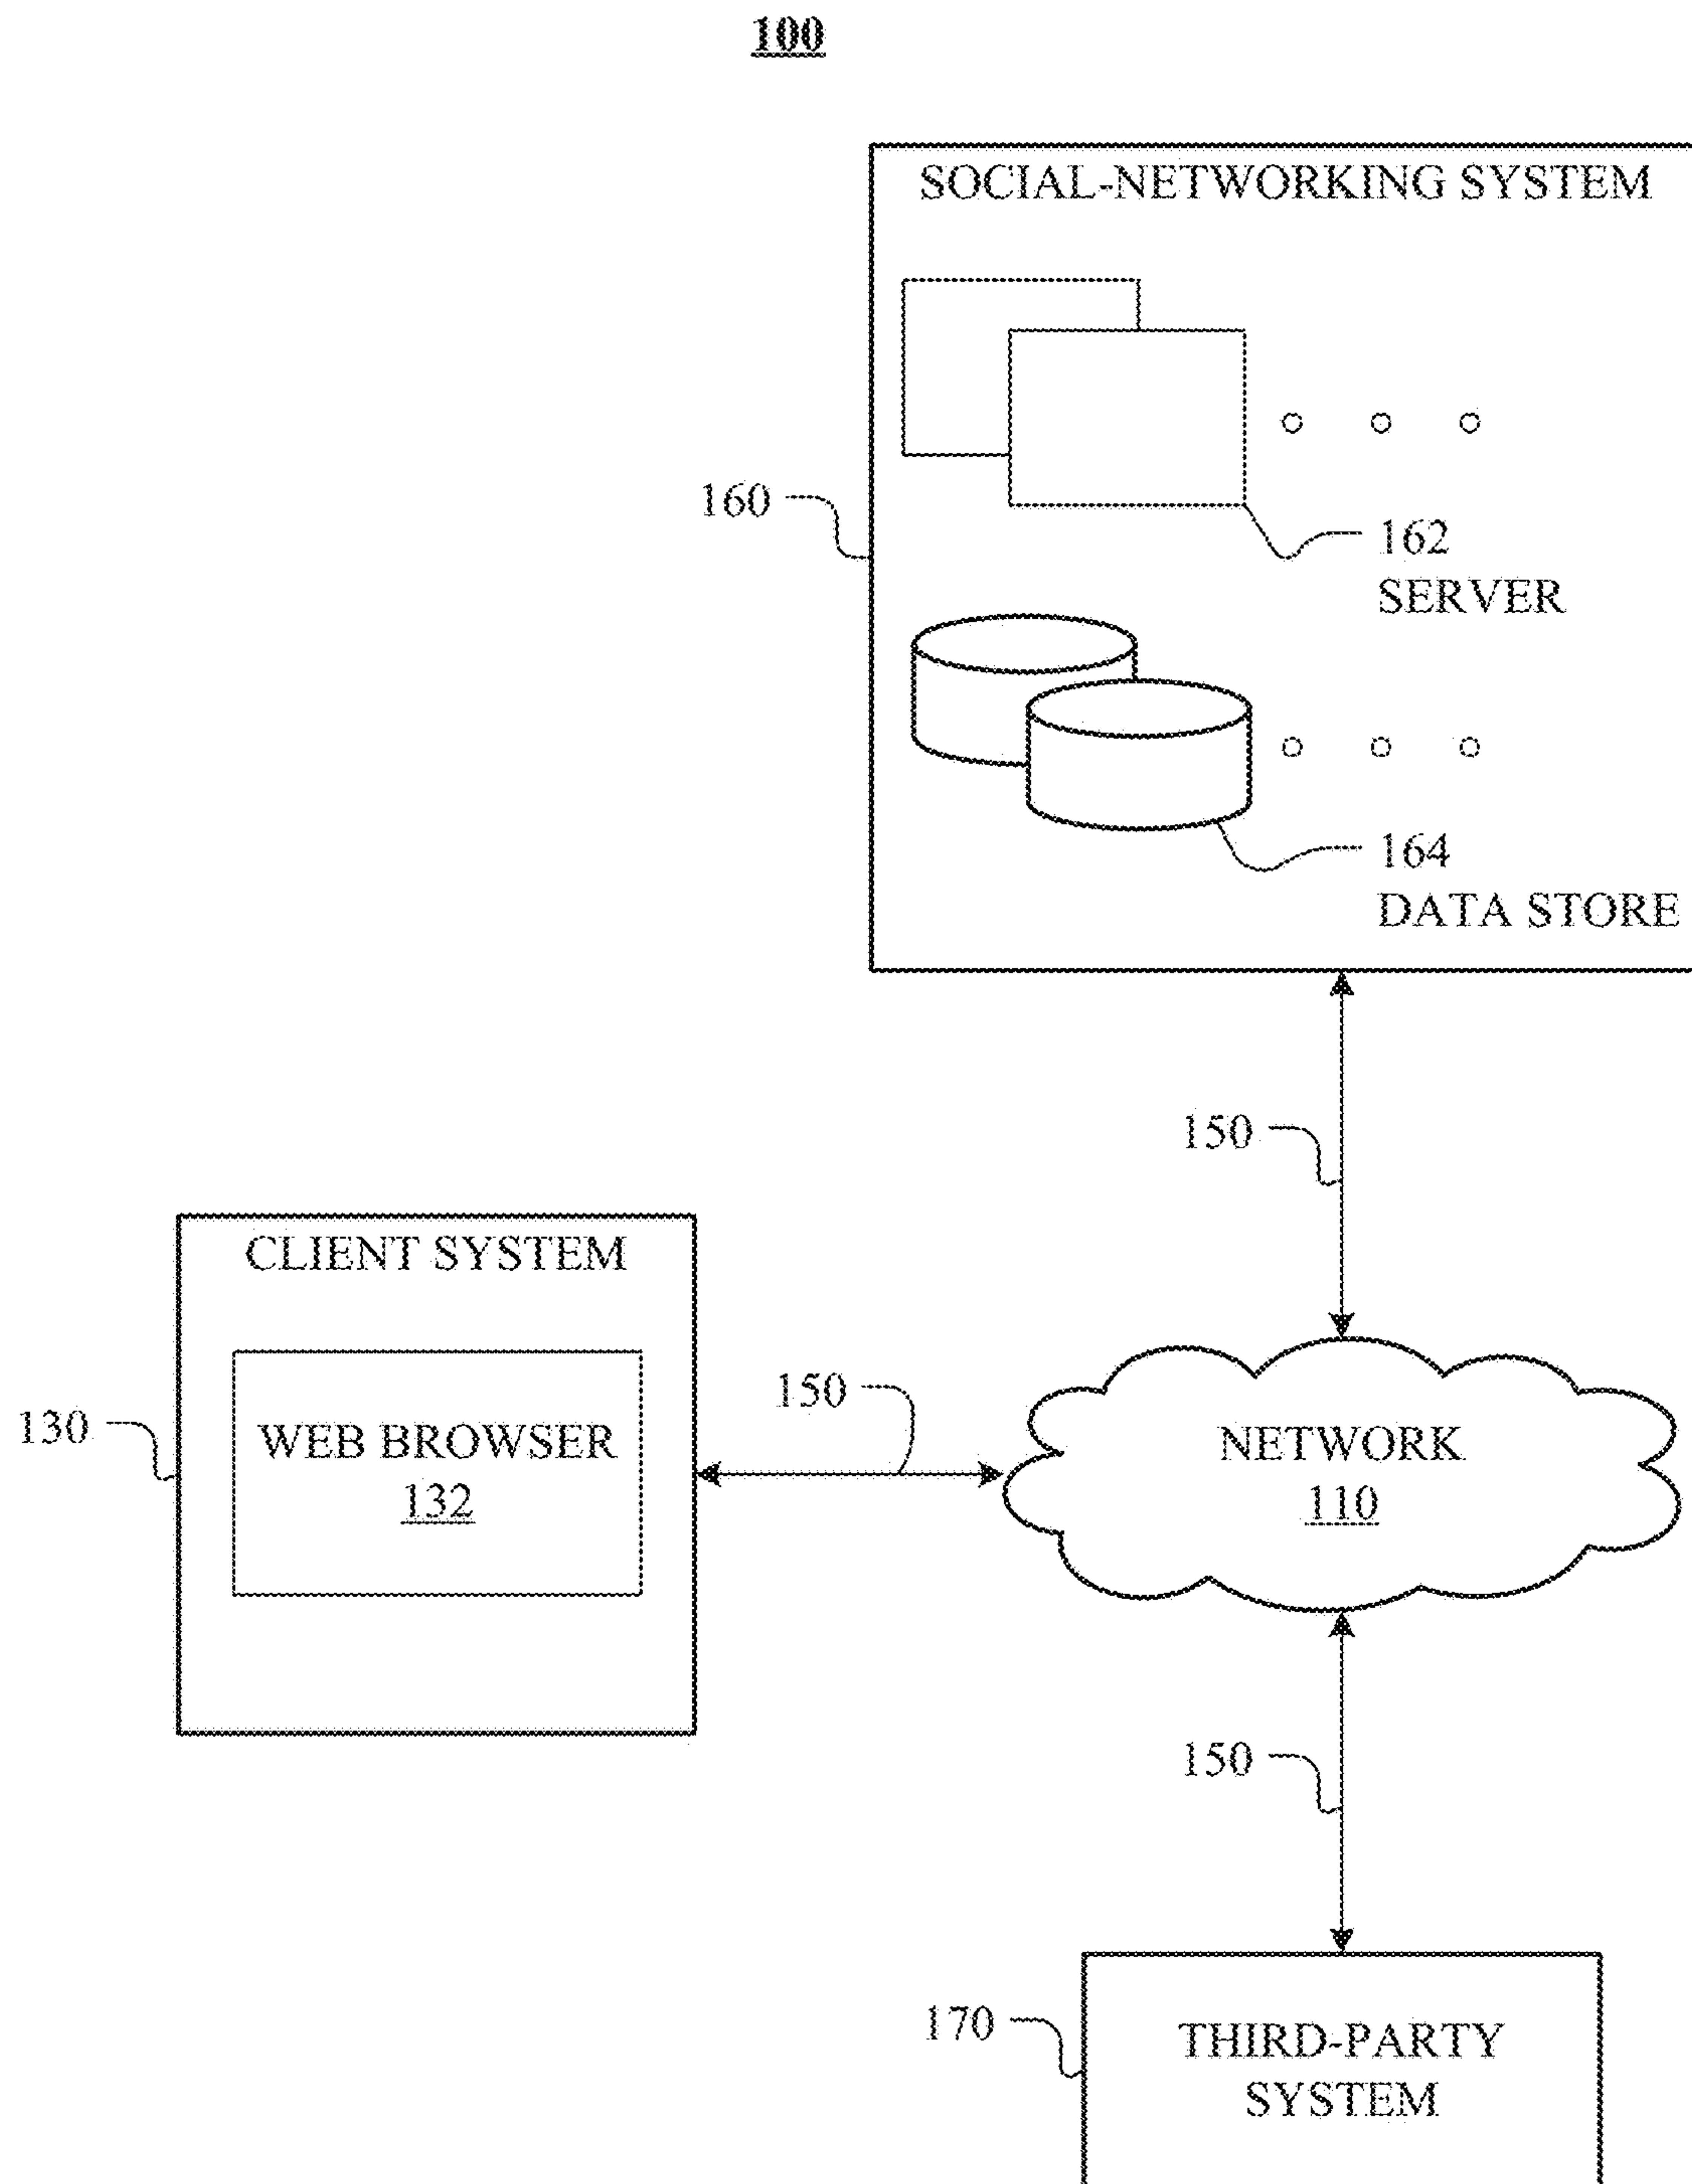 100
SOCIAL-NETWORKING SYSTEM
160
162
SERVER
164
DATA STORE
150
CLIENT SYSTEM
130
WEB BROWSER
132
150
NETWORK
110
150
170
THIRD-PARTY
SYSTEM